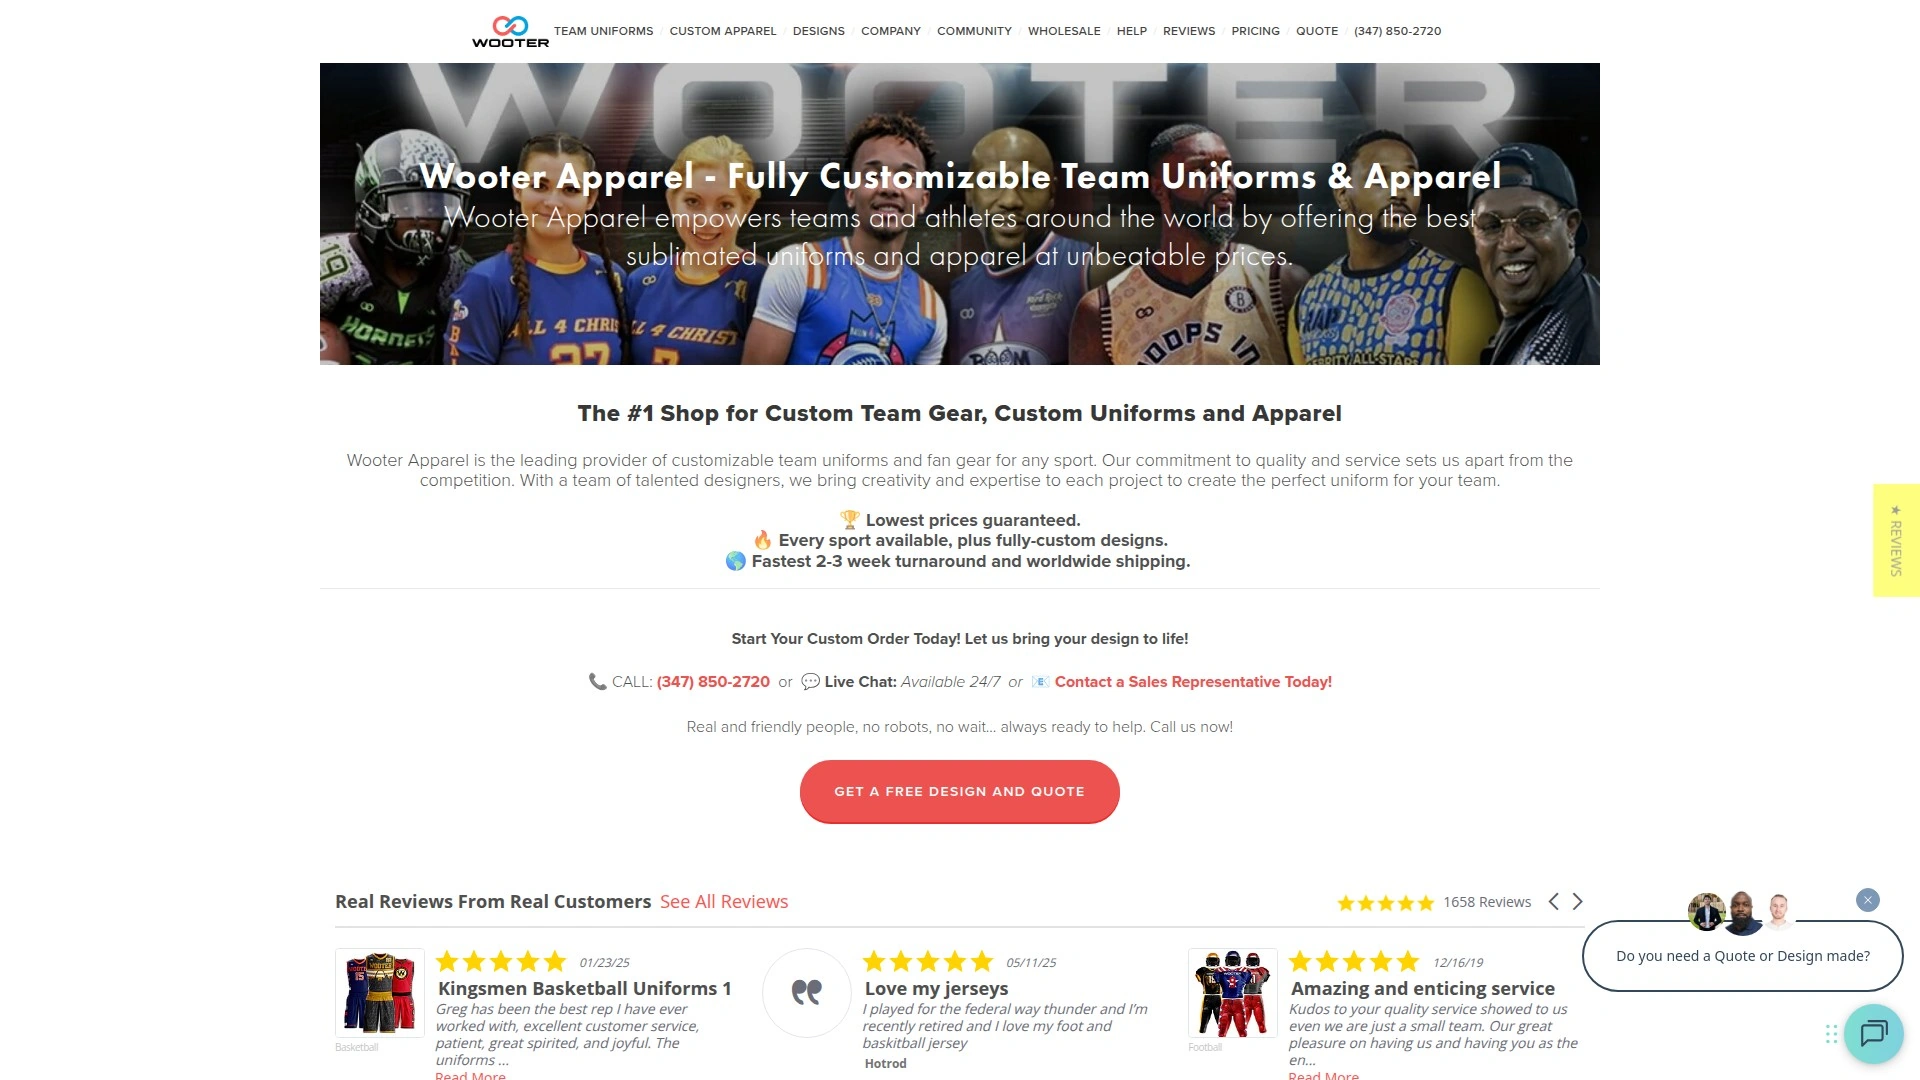 WOOTER
TEAM UNIFORMS / CUSTOM APPAREL / DESIGNS / COMPANY / COMMUNITY / WHOLESALE / HELP / REVIEWS / PRICING / QUOTE / (347) 850-2720
WOOTER
Wooter Apparel - Fully Customizable Team Uniforms & Apparel
Wooter Apparel empowers teams and athletes around the world by offering the best
sublimated uniforms and apparel at unbeatable prices.
HORNETS
ALL 4 CHRIST
27
ALL 4 CHRIST
7
HOOPS IN
B
The #1 Shop for Custom Team Gear, Custom Uniforms and Apparel
Wooter Apparel is the leading provider of customizable team uniforms and fan gear for any sport. Our commitment to quality and service sets us apart from the
competition. With a team of talented designers, we bring creativity and expertise to each project to create the perfect uniform for your team.
🏆 Lowest prices guaranteed.
🔥 Every sport available, plus fully-custom designs.
🌎 Fastest 2-3 week turnaround and worldwide shipping.
★ REVIEWS
Start Your Custom Order Today! Let us bring your design to life!
📞 CALL: (347) 850-2720 or 💬 Live Chat: Available 24/7 or 📧 Contact a Sales Representative Today!
Real and friendly people, no robots, no wait... always ready to help. Call us now!
GET A FREE DESIGN AND QUOTE
Real Reviews From Real Customers See All Reviews
1658 Reviews
Do you need a Quote or Design made?
01/23/25
Kingsmen Basketball Uniforms 1
Greg has been the best rep I have ever
worked with, excellent customer service,
patient, great spirited, and joyful. The
uniforms ...
Read More
Basketball
05/11/25
Love my jerseys
I played for the federal way thunder and I'm
recently retired and I love my foot and
baskitball jersey
Hotrod
12/16/19
Amazing and enticing service
Kudos to your quality service showed to us
even we are just a small team. Our great
pleasure on having us and having you as the
en...
Read More
Football